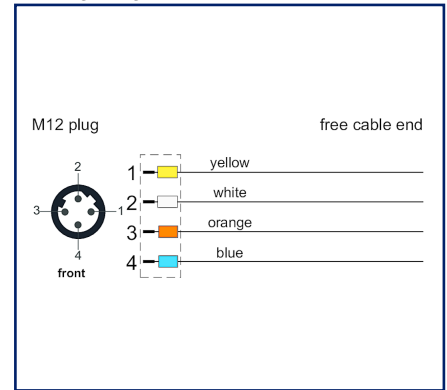 M12 plug
free cable end
1 yellow
2 white
3 orange
4 blue
2
3
1
4
front